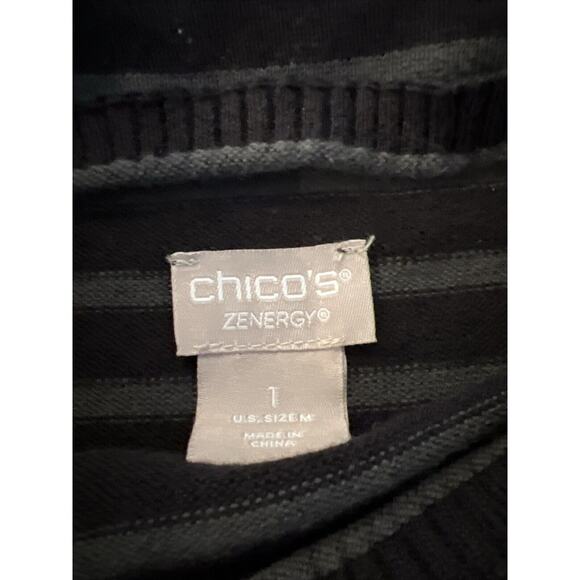 chico's®
ZENERGY®
1
U.S. SIZE M
MADE IN
CHINA